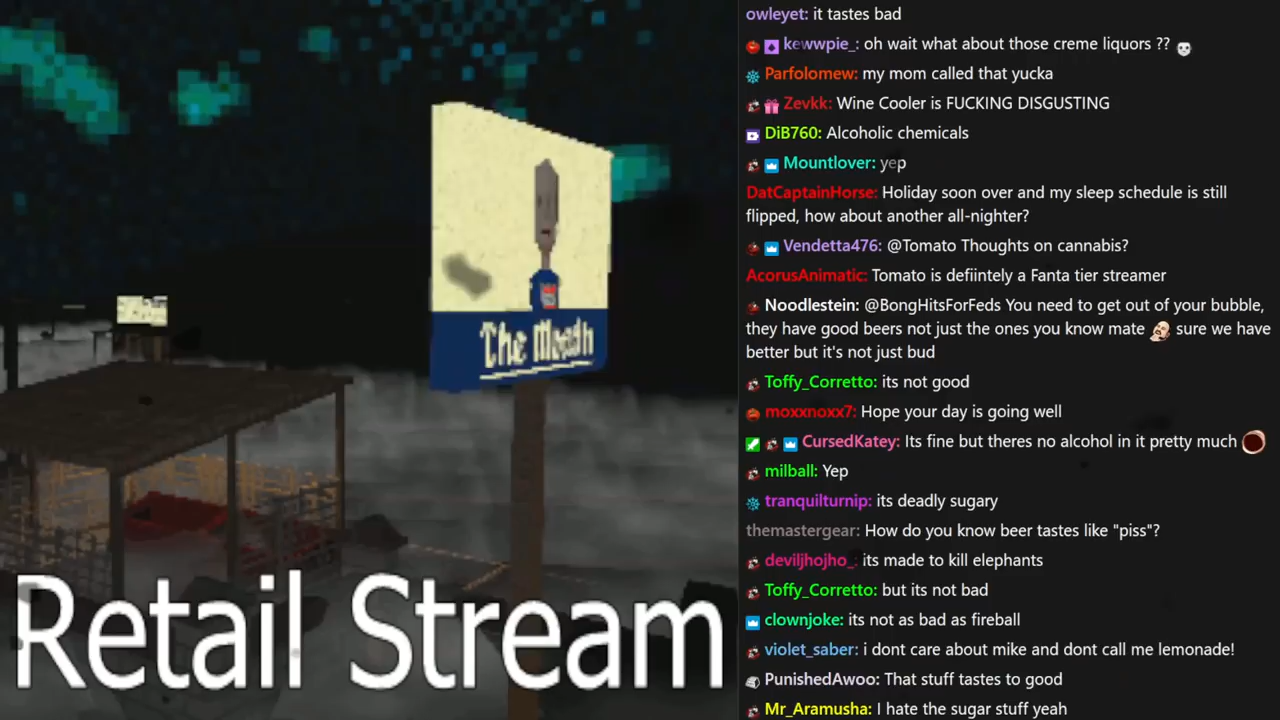 The Mouth
Retail Stream
owleyet: it tastes bad
kewwpie_: oh wait what about those creme liquors ??
Parfolomew: my mom called that yucka
Zevkk: Wine Cooler is FUCKING DISGUSTING
DiB760: Alcoholic chemicals
Mountlover: yep
DatCaptainHorse: Holiday soon over and my sleep schedule is still
flipped, how about another all-nighter?
Vendetta476: @Tomato Thoughts on cannabis?
AcorusAnimatic: Tomato is defiintely a Fanta tier streamer
Noodlestein: @BongHitsForFeds You need to get out of your bubble,
they have good beers not just the ones you know mate sure we have
better but it's not just bud
Toffy_Corretto: its not good
moxxnoxx7: Hope your day is going well
CursedKatey: Its fine but theres no alcohol in it pretty much
milball: Yep
tranquilturnip: its deadly sugary
themastergear: How do you know beer tastes like "piss"?
deviljhojho_: its made to kill elephants
Toffy_Corretto: but its not bad
clownjoke: its not as bad as fireball
violet_saber: i dont care about mike and dont call me lemonade!
PunishedAwoo: That stuff tastes to good
Mr_Aramusha: I hate the sugar stuff yeah